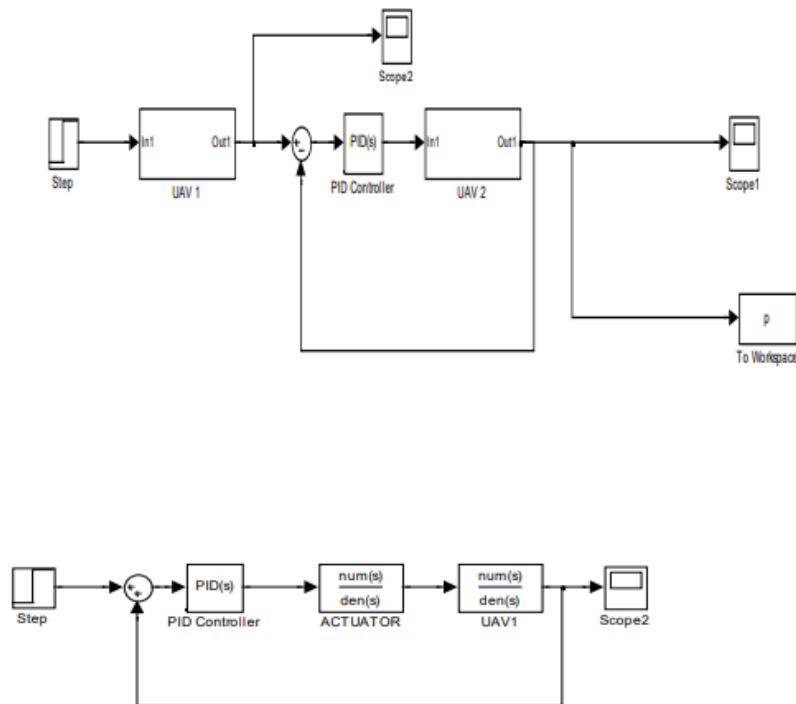 Scope2
Step
In1 Out1
UAV 1
+
-
PID(s)
PID Controller
In1 Out1
UAV 2
Scope1
p
To Workspace
Step
+
+
PID(s)
PID Controller
num(s)
den(s)
ACTUATOR
num(s)
den(s)
UAV1
Scope2